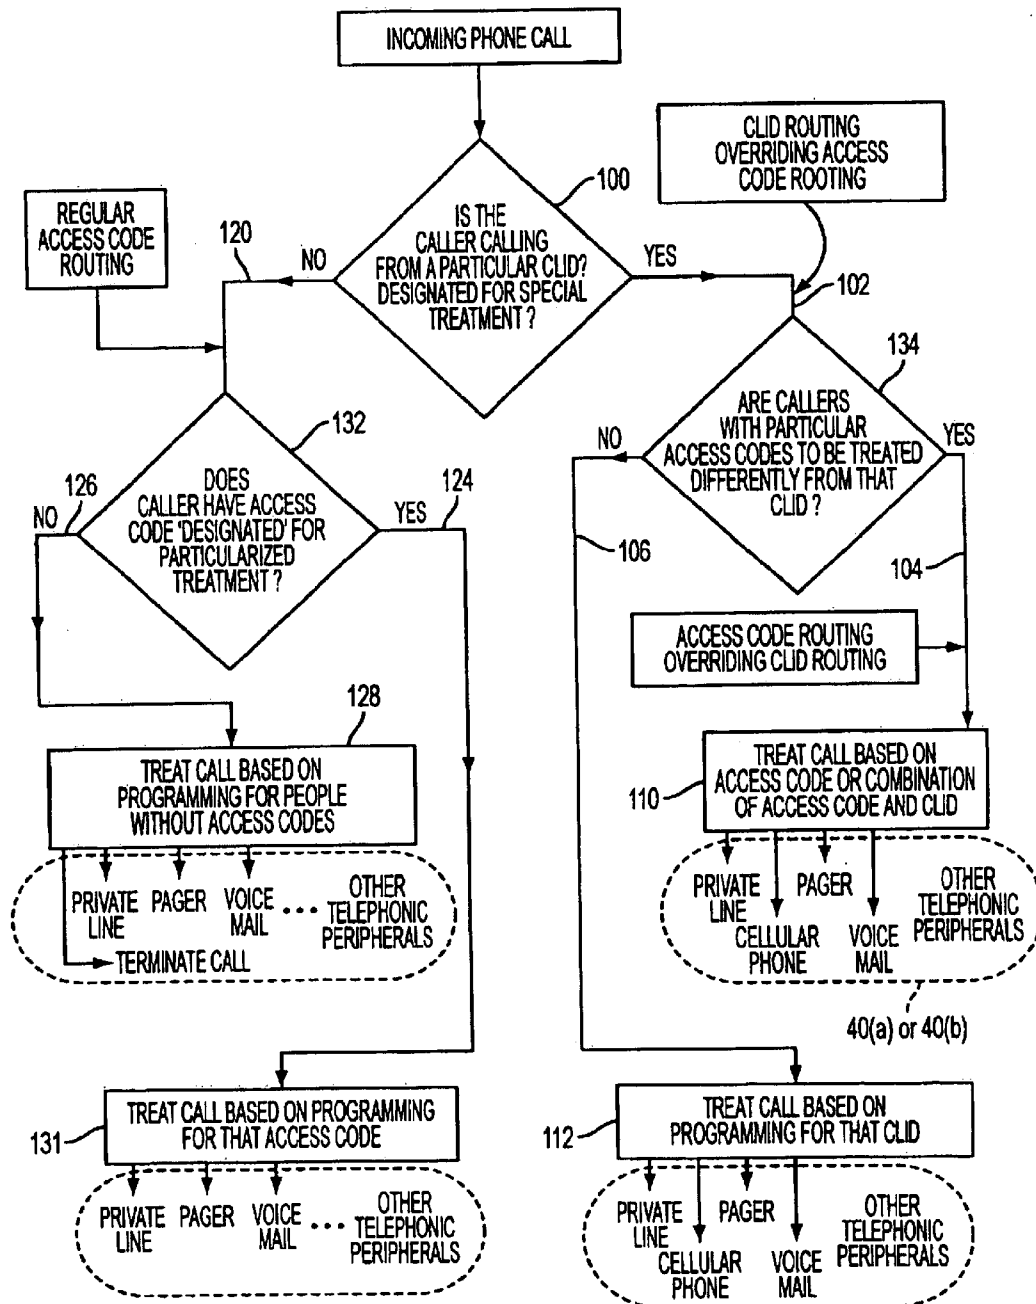 INCOMING PHONE CALL
CLID ROUTING
OVERRIDING ACCESS
CODE ROOTING
100
REGULAR
ACCESS CODE
ROUTING
120
NO
IS THE
CALLER CALLING
FROM A PARTICULAR CLID?
DESIGNATED FOR SPECIAL
TREATMENT ?
YES
102
134
132
NO
ARE CALLERS
WITH PARTICULAR
ACCESS CODES TO BE TREATED
DIFFERENTLY FROM THAT
CLID ?
YES
126
NO
DOES
CALLER HAVE ACCESS
CODE 'DESIGNATED' FOR
PARTICULARIZED
TREATMENT ?
124
YES
106
104
ACCESS CODE ROUTING
OVERRIDING CLID ROUTING
128
TREAT CALL BASED ON
PROGRAMMING FOR PEOPLE
WITHOUT ACCESS CODES
110
TREAT CALL BASED ON
ACCESS CODE OR COMBINATION
OF ACCESS CODE AND CLID
PRIVATE
LINE
PAGER
VOICE
MAIL
...
OTHER
TELEPHONIC
PERIPHERALS
TERMINATE CALL
PRIVATE
LINE
CELLULAR
PHONE
PAGER
VOICE
MAIL
OTHER
TELEPHONIC
PERIPHERALS
40(a) or 40(b)
131
TREAT CALL BASED ON PROGRAMMING
FOR THAT ACCESS CODE
112
TREAT CALL BASED ON
PROGRAMMING FOR THAT CLID
PRIVATE
LINE
PAGER
VOICE
MAIL
...
OTHER
TELEPHONIC
PERIPHERALS
PRIVATE
LINE
CELLULAR
PHONE
PAGER
VOICE
MAIL
OTHER
TELEPHONIC
PERIPHERALS